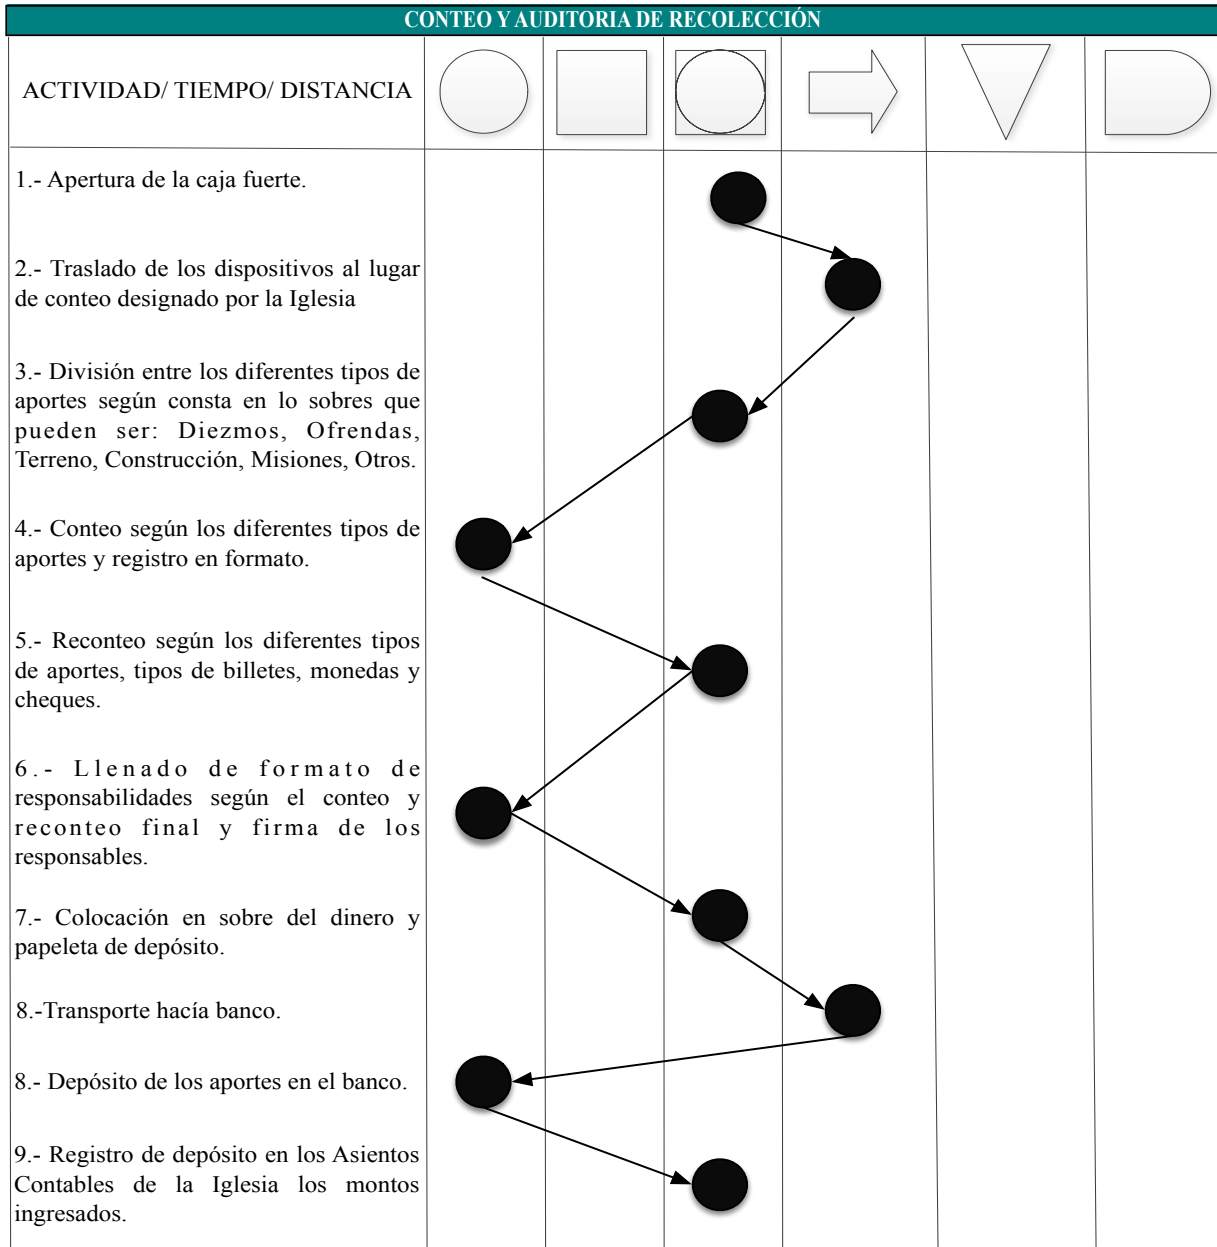 CONTEO Y AUDITORIA DE RECOLECCIÓN
ACTIVIDAD/ TIEMPO/ DISTANCIA
1.- Apertura de la caja fuerte.
2.- Traslado de los dispositivos al lugar
de conteo designado por la Iglesia
3.- División entre los diferentes tipos de
aportes según consta en lo sobres que
pueden ser: Diezmos, Ofrendas,
Terreno, Construcción, Misiones, Otros.
4.- Conteo según los diferentes tipos de
aportes y registro en formato.
5.- Reconteo según los diferentes tipos
de aportes, tipos de billetes, monedas y
cheques.
6.- Llenado de formato de
responsabilidades según el conteo y
reconteo final y firma de los
responsables.
7.- Colocación en sobre del dinero y
papeleta de depósito.
8.-Transporte hacía banco.
8.- Depósito de los aportes en el banco.
9.- Registro de depósito en los Asientos
Contables de la Iglesia los montos
ingresados.